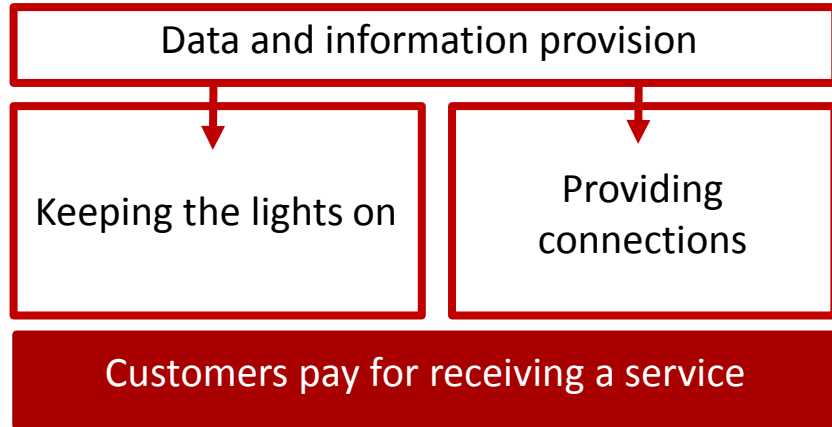 Data and information provision
Keeping the lights on
Providing
connections
Customers pay for receiving a service